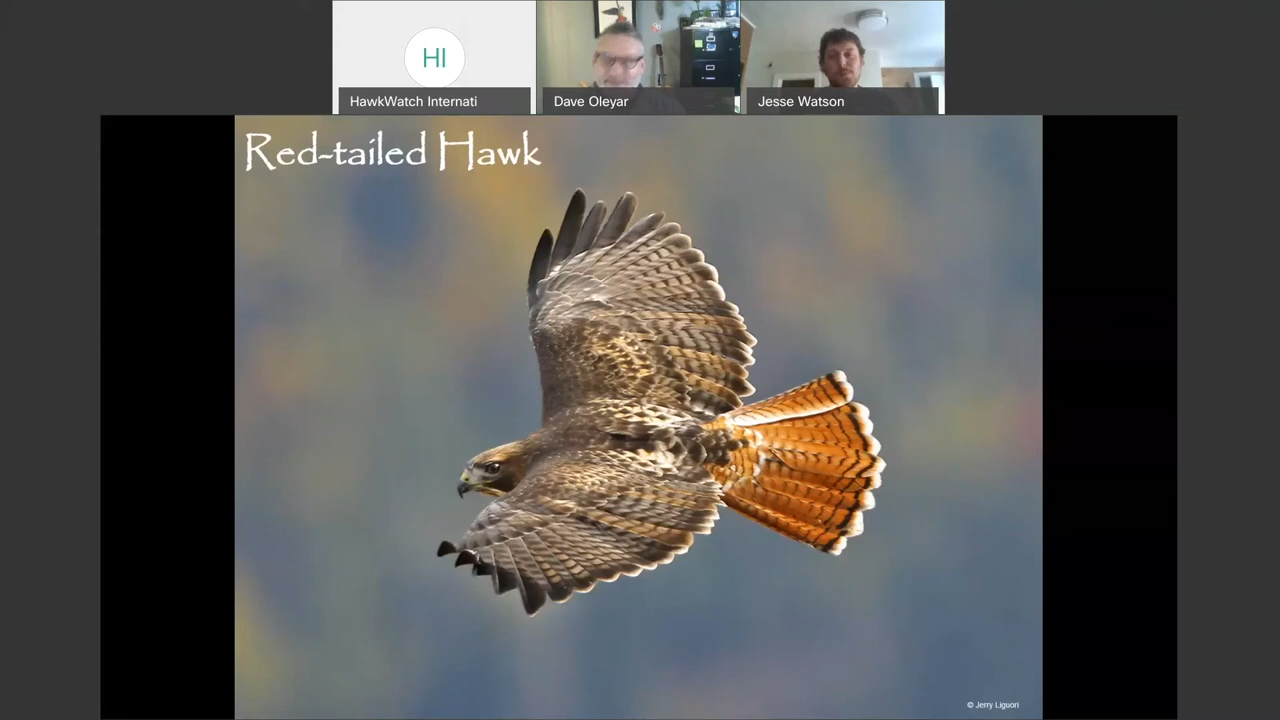 HI
HawkWatch Internati
Dave Oleyar
Jesse Watson
Red-tailed Hawk
© Jerry Liguori